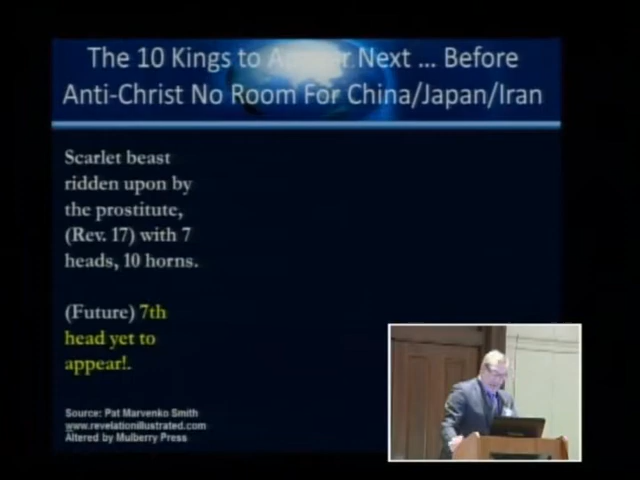 The 10 Kings to Appear Next ... Before
Anti-Christ No Room For China/Japan/Iran
Scarlet beast
ridden upon by
the prostitute,
(Rev. 17) with 7
heads, 10 horns.
(Future) 7th
head yet to
appear!.
Source: Pat Marvenko Smith
www.revelationillustrated.com
Altered by Mulberry Press